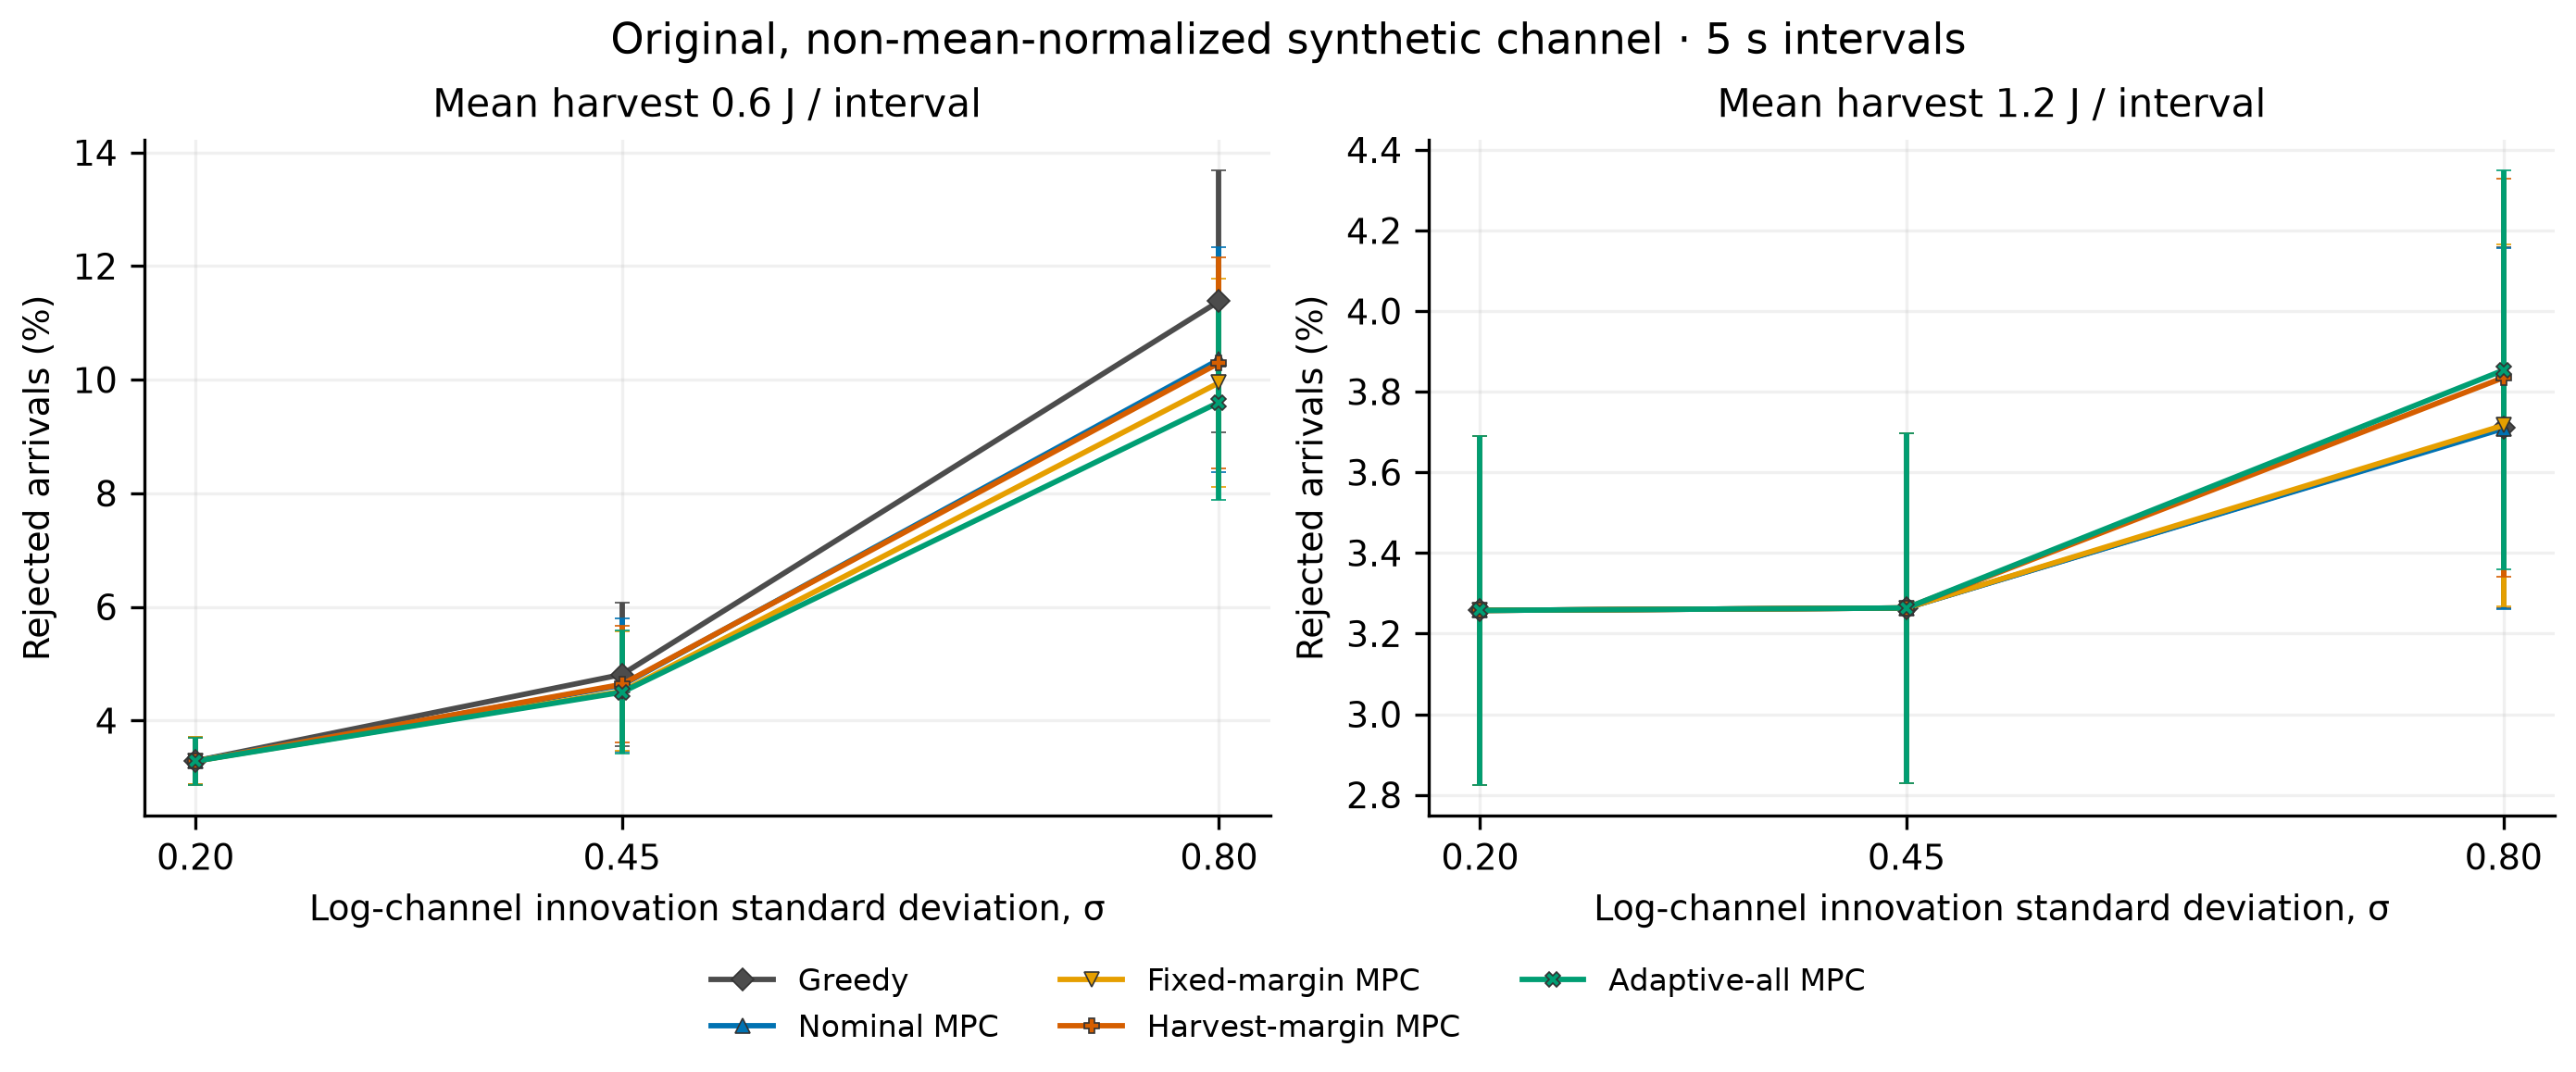 Original, non-mean-normalized synthetic channel · 5 s intervals
Mean harvest 0.6 J / interval
Rejected arrivals (%)
14
12
10
8
6
4
0.20
0.45
0.80
Log-channel innovation standard deviation, σ
Mean harvest 1.2 J / interval
Rejected arrivals (%)
4.4
4.2
4.0
3.8
3.6
3.4
3.2
3.0
2.8
0.20
0.45
0.80
Log-channel innovation standard deviation, σ
Greedy
Nominal MPC
Fixed-margin MPC
Harvest-margin MPC
Adaptive-all MPC